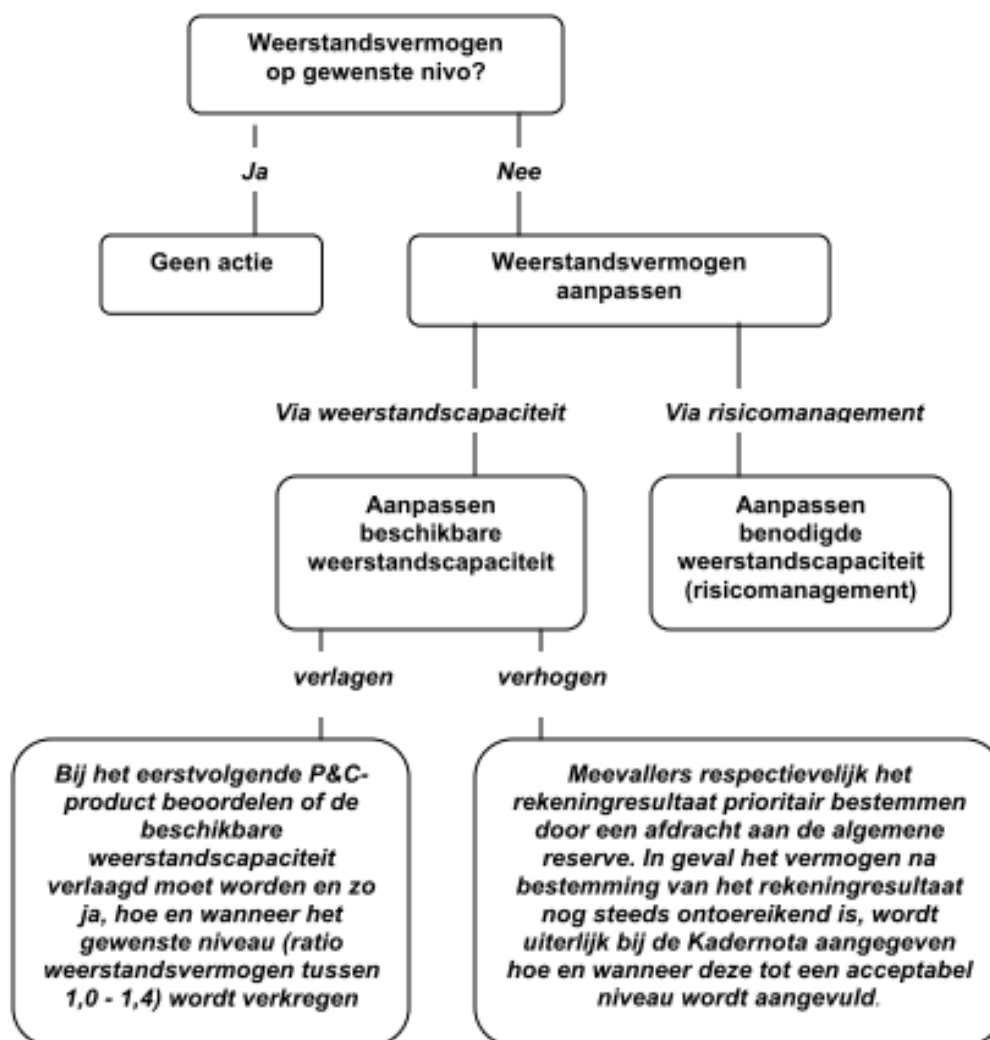 Weerstandsvermogen
op gewenste nivo?
Ja
Nee
Geen actie
Weerstandsvermogen
aanpassen
Via weerstandscapaciteit
Via risicomanagement
Aanpassen
beschikbare
weerstandscapaciteit
Aanpassen
benodigde
weerstandscapaciteit
(risicomanagement)
verlagen
verhogen
Bij het eerstvolgende P&C-
product beoordelen of de
beschikbare
weerstandscapaciteit
verlaagd moet worden en zo
ja, hoe en wanneer het
gewenste niveau (ratio
weerstandsvermogen tussen
1,0 - 1,4) wordt verkregen
Meevallers respectievelijk het
rekeningresultaat prioritair bestemmen
door een afdracht aan de algemene
reserve. In geval het vermogen na
bestemming van het rekeningresultaat
nog steeds ontoereikend is, wordt
uiterlijk bij de Kadernota aangegeven
hoe en wanneer deze tot een acceptabel
niveau wordt aangevuld.